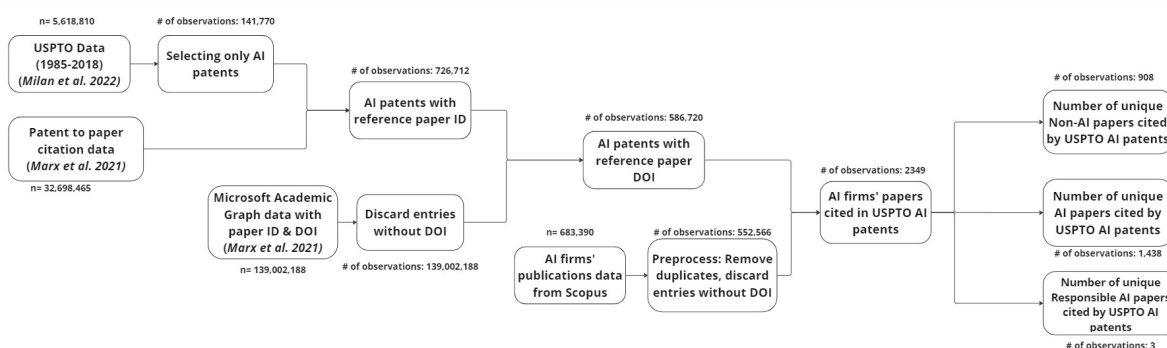 n= 5,618,810
USPTO Data
(1985-2018)
(Milan et al. 2022)
# of observations: 141,770
Selecting only AI
patents
Patent to paper
citation data
(Marx et al. 2021)
n= 32,698,465
# of observations: 726,712
AI patents with
reference paper ID
Microsoft Academic
Graph data with
paper ID & DOI
(Marx et al. 2021)
n= 139,002,188
Discard entries
without DOI
# of observations: 139,002,188
# of observations: 586,720
AI patents with
reference paper
DOI
n= 683,390
AI firms'
publications data
from Scopus
# of observations: 552,566
Preprocess: Remove
duplicates, discard
entries without DOI
# of observations: 2349
AI firms' papers
cited in USPTO AI
patents
# of observations: 908
Number of unique
Non-AI papers cited
by USPTO AI patents
Number of unique
AI papers cited by
USPTO AI patents
# of observations: 1,438
Number of unique
Responsible AI papers
cited by USPTO AI
patents
# of observations: 3